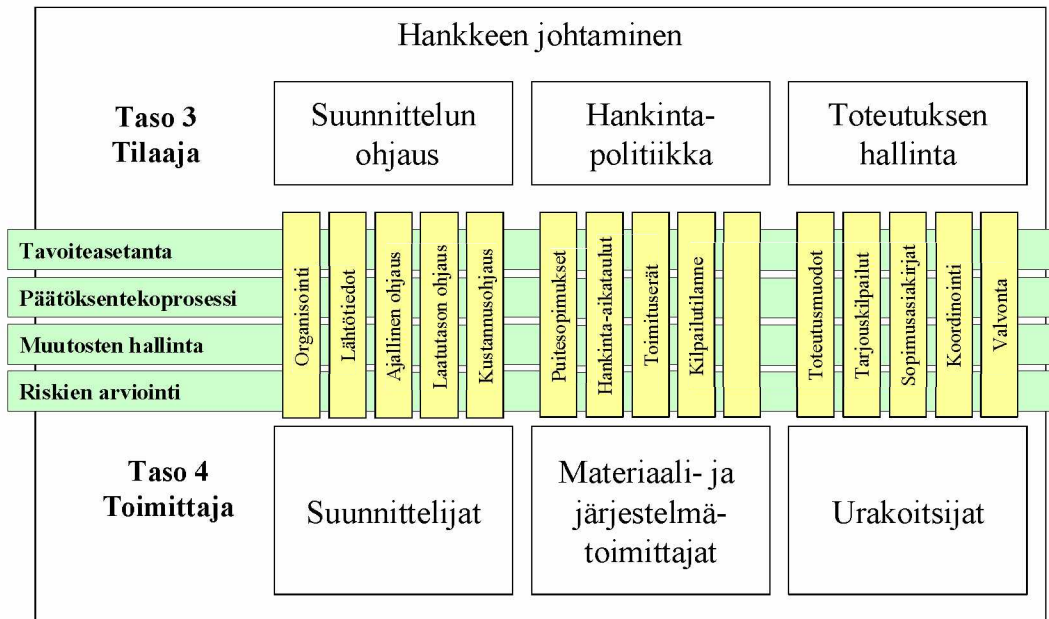 Hankkeen johtaminen
Taso 3
Tilaaja
Suunnittelun
ohjaus
Hankinta-
politiikka
Toteutuksen
hallinta
Tavoiteasetanta
Päätöksentekoprosessi
Muutosten hallinta
Riskien arviointi
Organisointi
Lähtötiedot
Ajallinen ohjaus
Laatutason ohjaus
Kustannusohjaus
Puitesopimukset
Hankinta-aikataulut
Toimituserät
Kilpailutilanne
Toteutusmuodot
Tarjouskilpailut
Sopimusasiakirjat
Koordinointi
Valvonta
Taso 4
Toimittaja
Suunnittelijat
Materiaali- ja
järjestelmä-
toimittajat
Urakoitsijat